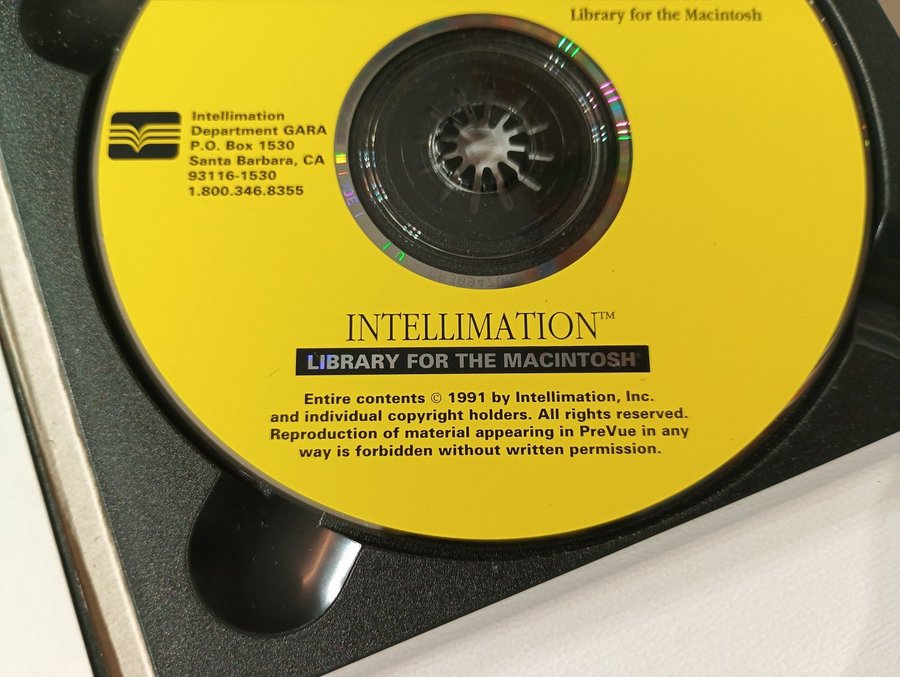 Library for the Macintosh
Intellimation
Department GARA
P.O. Box 1530
Santa Barbara, CA
93116-1530
1.800.346.8355
INTELLIMATION™
LIBRARY FOR THE MACINTOSH
Entire contents © 1991 by Intellimation, Inc.
and individual copyright holders. All rights reserved.
Reproduction of material appearing in PreVue in any
way is forbidden without written permission.